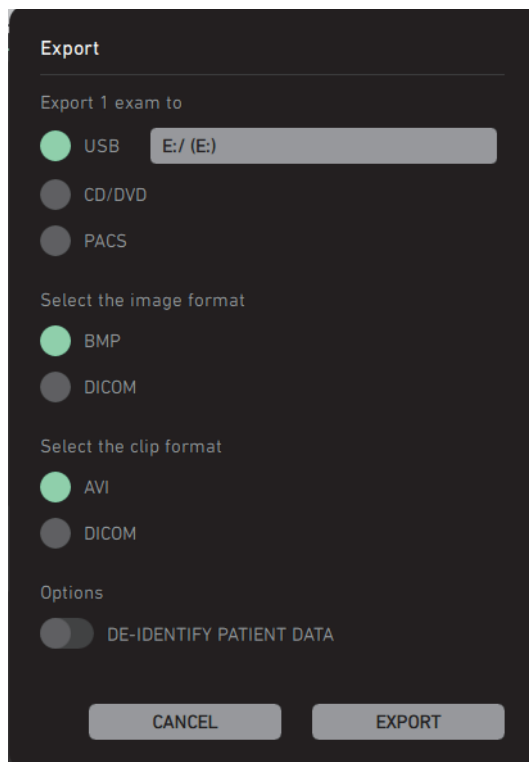 Export
Export 1 exam to
USB E:/ (E:)
CD/DVD
PACS
Select the image format
BMP
DICOM
Select the clip format
AVI
DICOM
Options
DE-IDENTIFY PATIENT DATA
CANCEL EXPORT